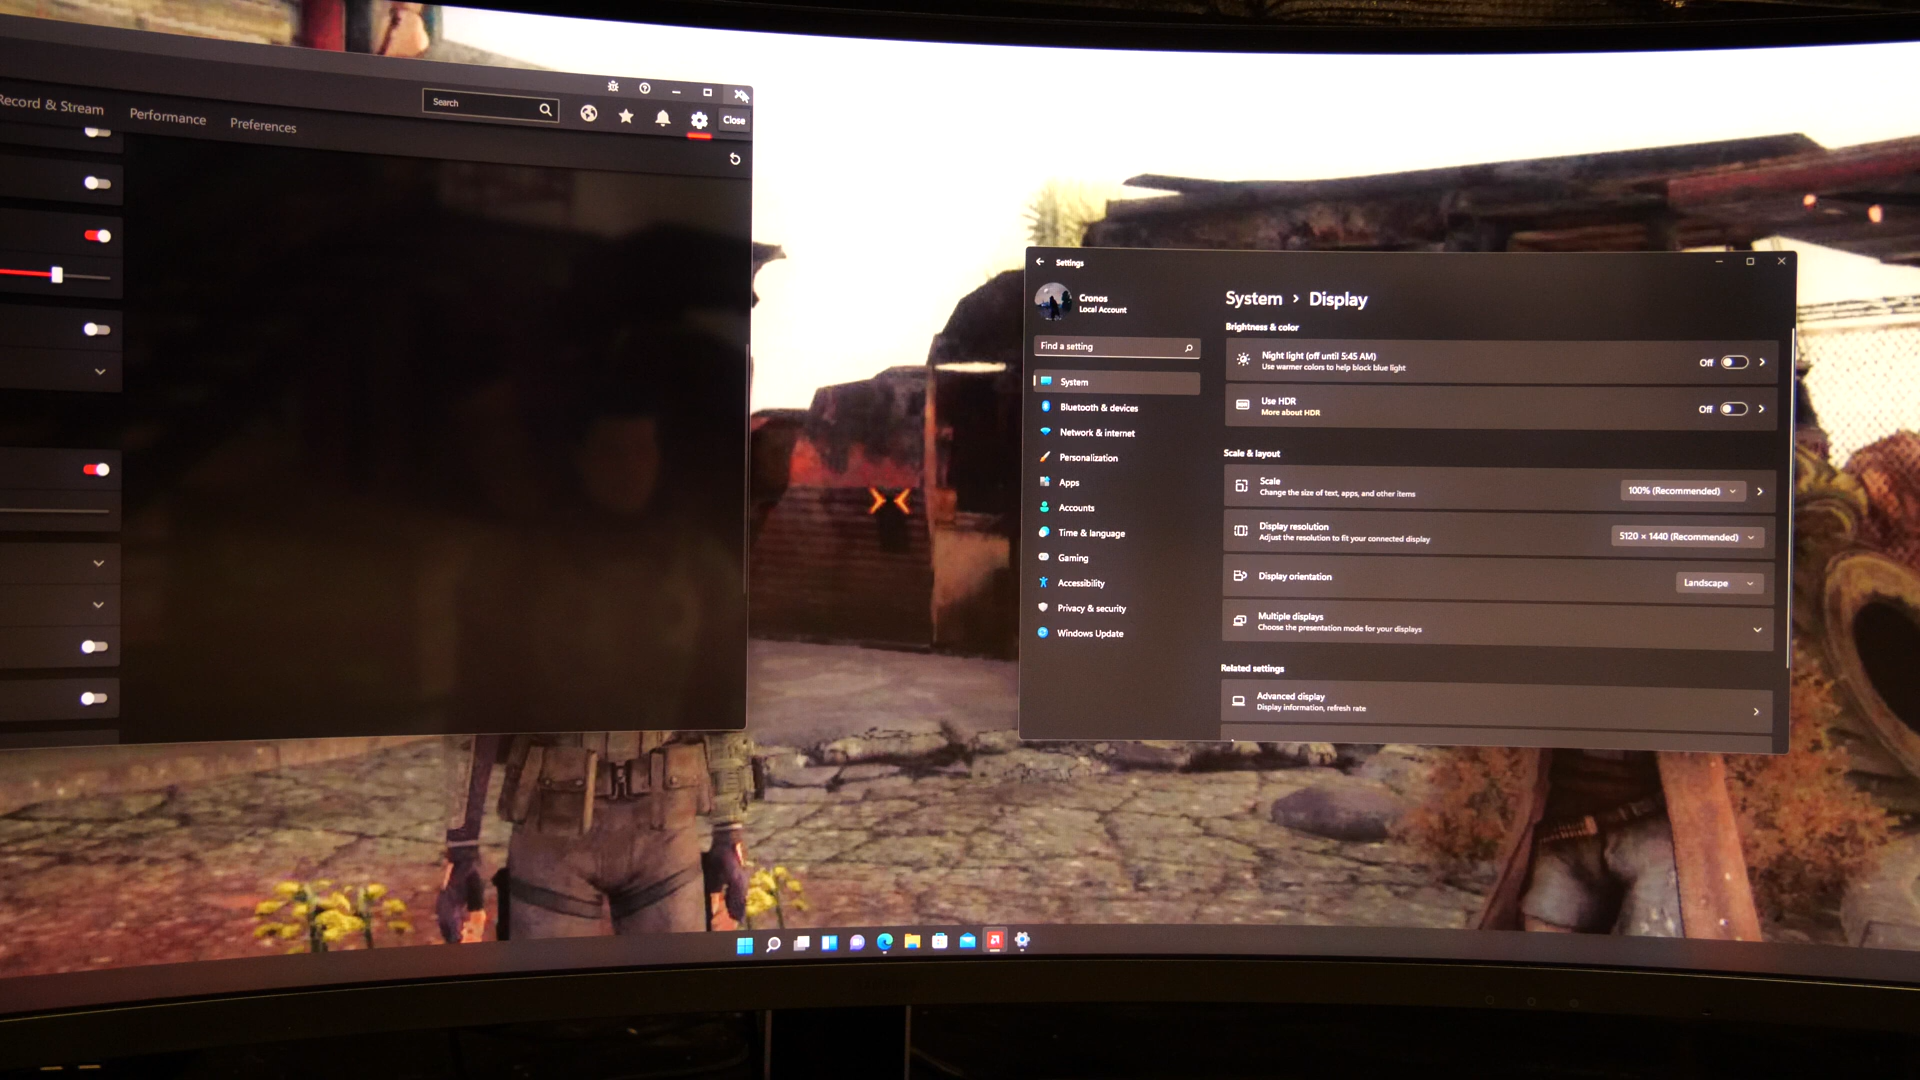 Record & Stream
Performance
Preferences
Search
Close
Settings
Cronos
Local Account
Find a setting
System
Bluetooth & devices
Network & internet
Personalization
Apps
Accounts
Time & language
Gaming
Accessibility
Privacy & security
Windows Update
System > Display
Brightness & color
Night light (off until 5:45 AM)
Use warmer colors to help block blue light
Off
Use HDR
More about HDR
Off
Scale & layout
Scale
Change the size of text, apps, and other items
100% (Recommended)
Display resolution
Adjust the resolution to fit your connected display
5120 × 1440 (Recommended)
Display orientation
Landscape
Multiple displays
Choose the presentation mode for your displays
Related settings
Advanced display
Display information, refresh rate